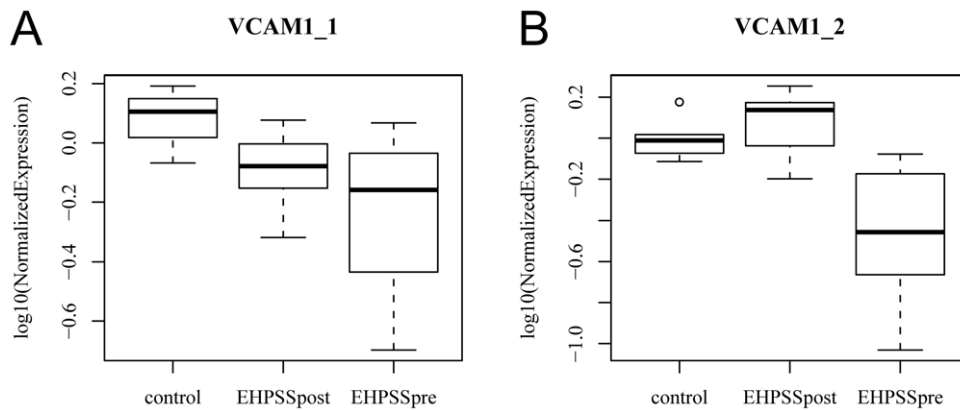 A
VCAM1_1
log10(NormalizedExpression)
0.2
0.0
−0.2
−0.4
−0.6
control
EHPSSpost
EHPSSpre
B
VCAM1_2
log10(NormalizedExpression)
0.2
−0.2
−0.6
−1.0
control
EHPSSpost
EHPSSpre